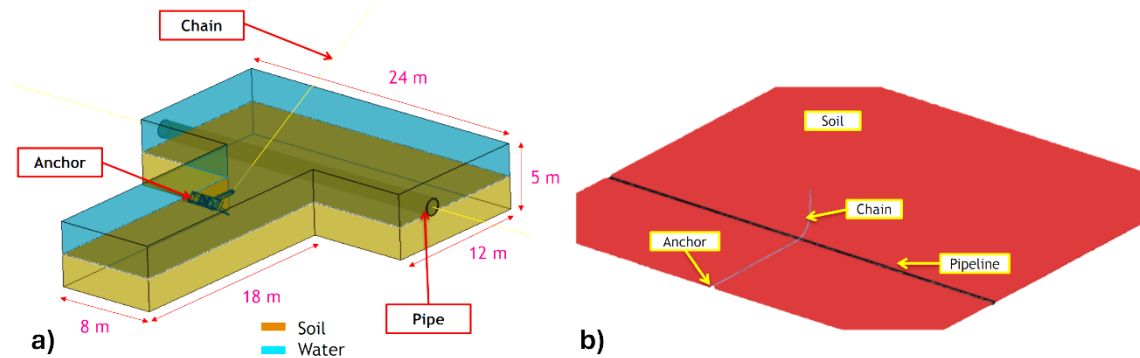 Chain
24 m
Anchor
5 m
12 m
18 m
8 m
Pipe
Soil
Water
a)
Soil
Chain
Anchor
Pipeline
b)